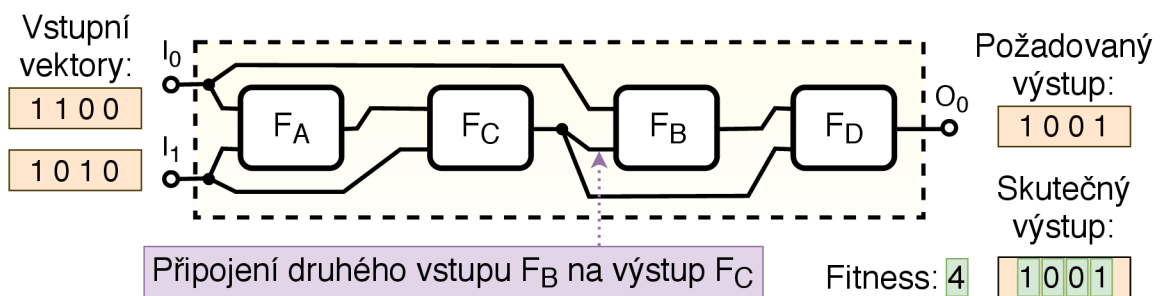 Vstupní
vektory:
1 1 0 0
1 0 1 0
I0
I1
FA
FC
FB
FD
O0
Požadovaný
výstup:
1 0 0 1
Skutečný
výstup:
1 0 0 1
Připojení druhého vstupu FB na výstup FC
Fitness: 4